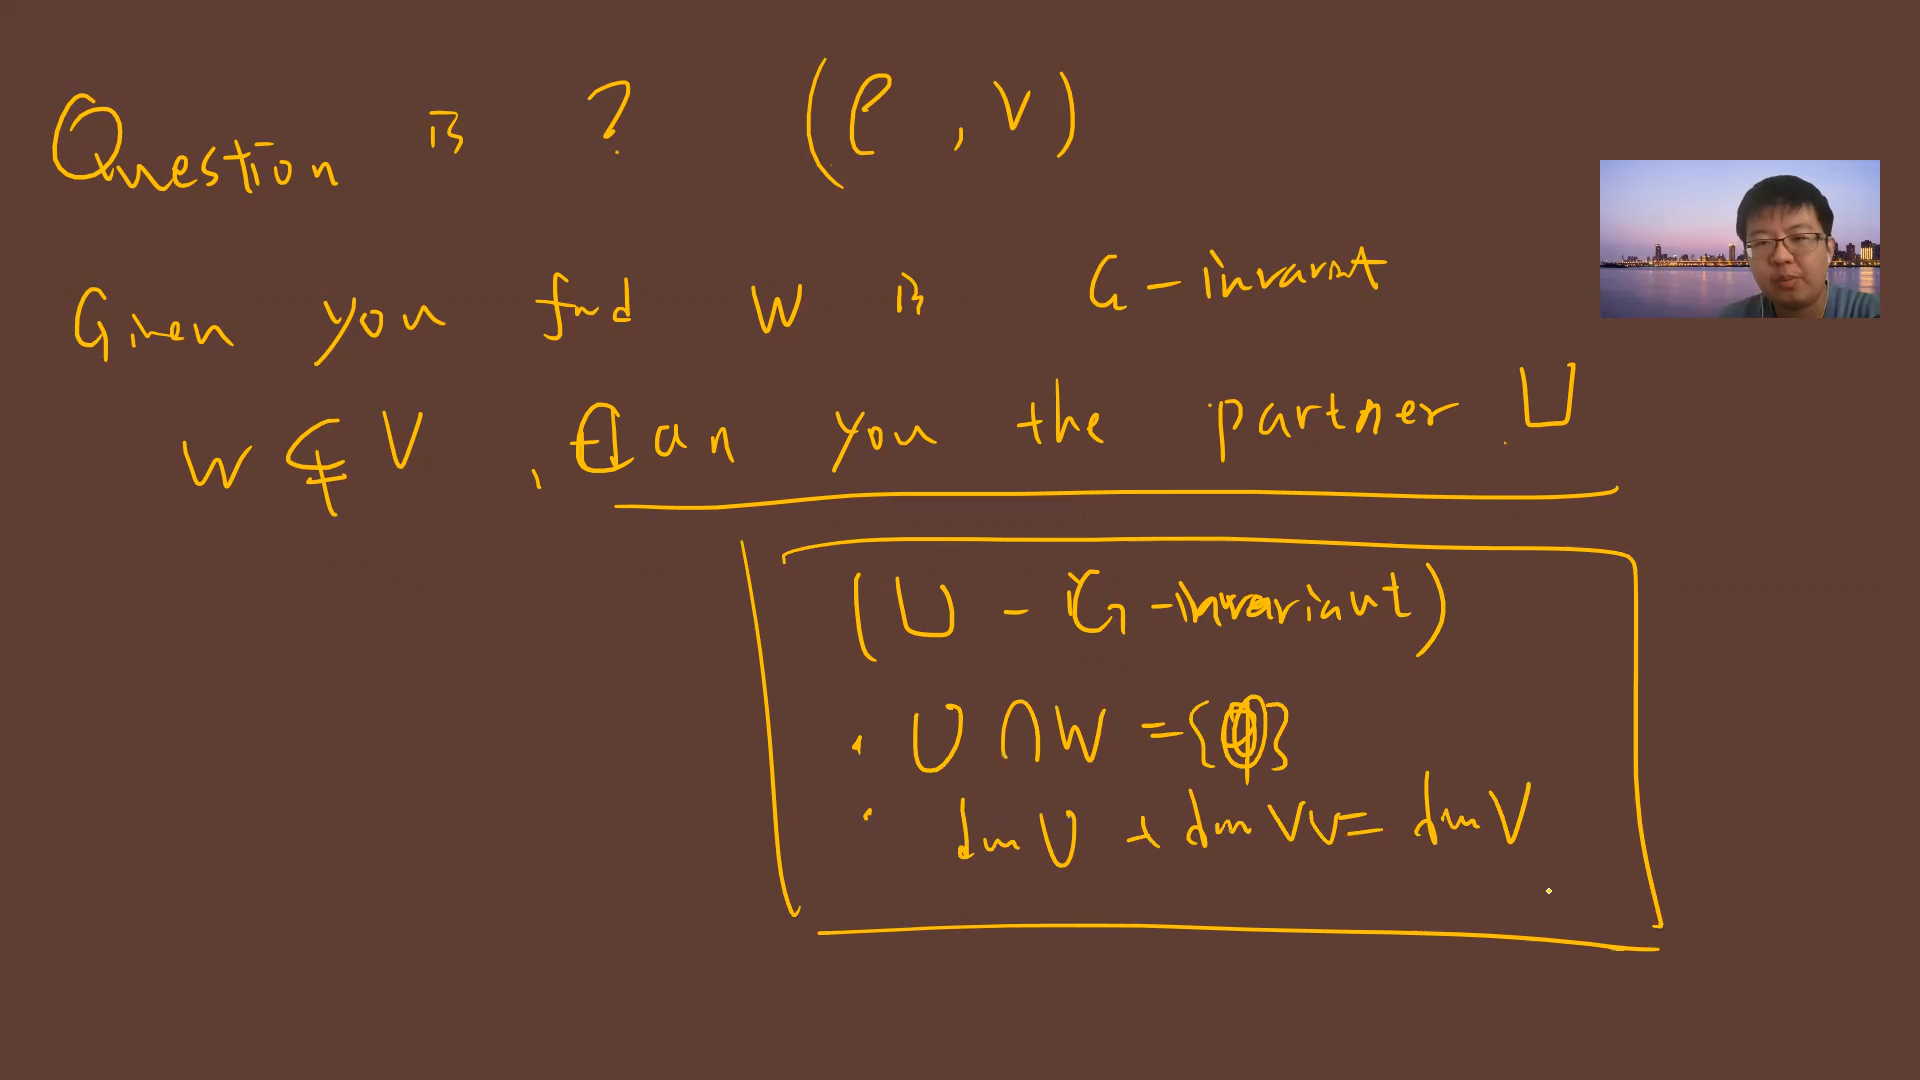 Question is ? (ρ, V)
Given you find W is G-invariant
W ⊊ V, Can you the partner U
(U - G-invariant)
• U ∩ W = {0}
• dim U + dim W = dim V